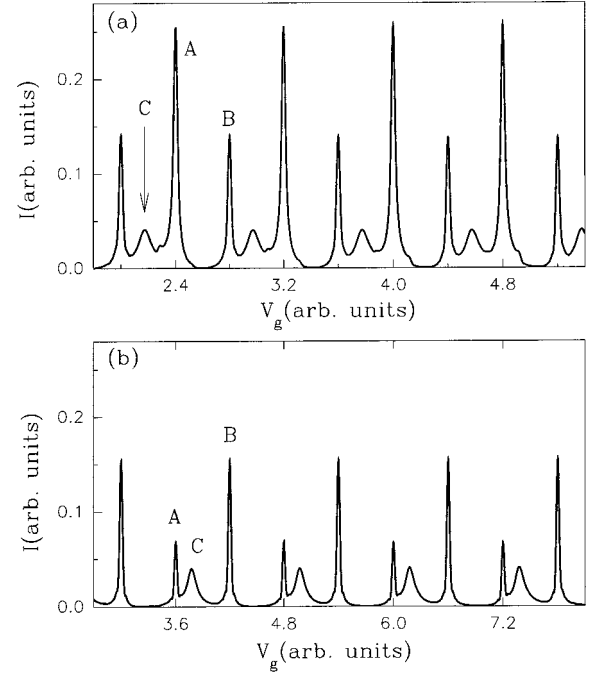 (a)
I(arb. units)
0.2
0.1
0.0
A
B
C
2.4 3.2 4.0 4.8
V_g(arb. units)
(b)
I(arb. units)
0.2
0.1
0.0
B
A
C
3.6 4.8 6.0 7.2
V_g(arb. units)